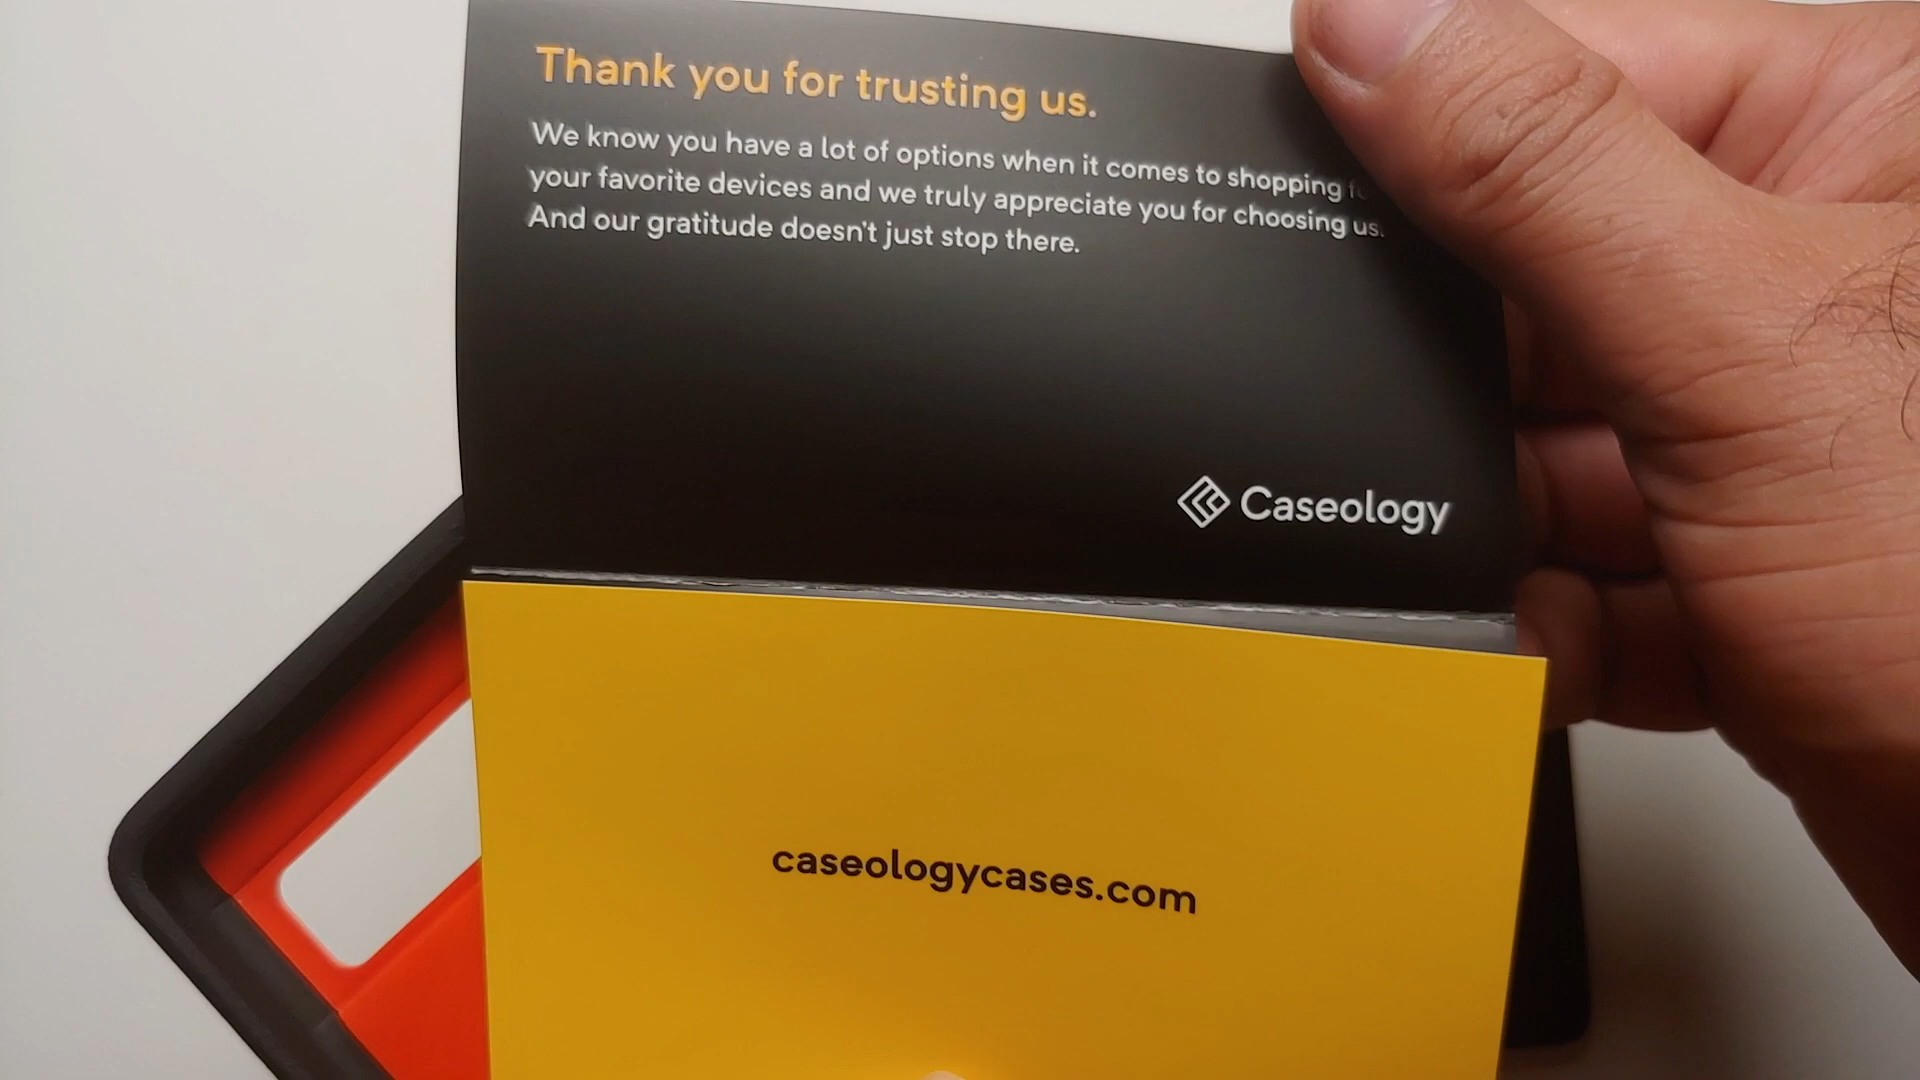 Thank you for trusting us.
We know you have a lot of options when it comes to shopping
your favorite devices and we truly appreciate you for choosing us.
And our gratitude doesn't just stop there.
Caseology
caseologycases.com